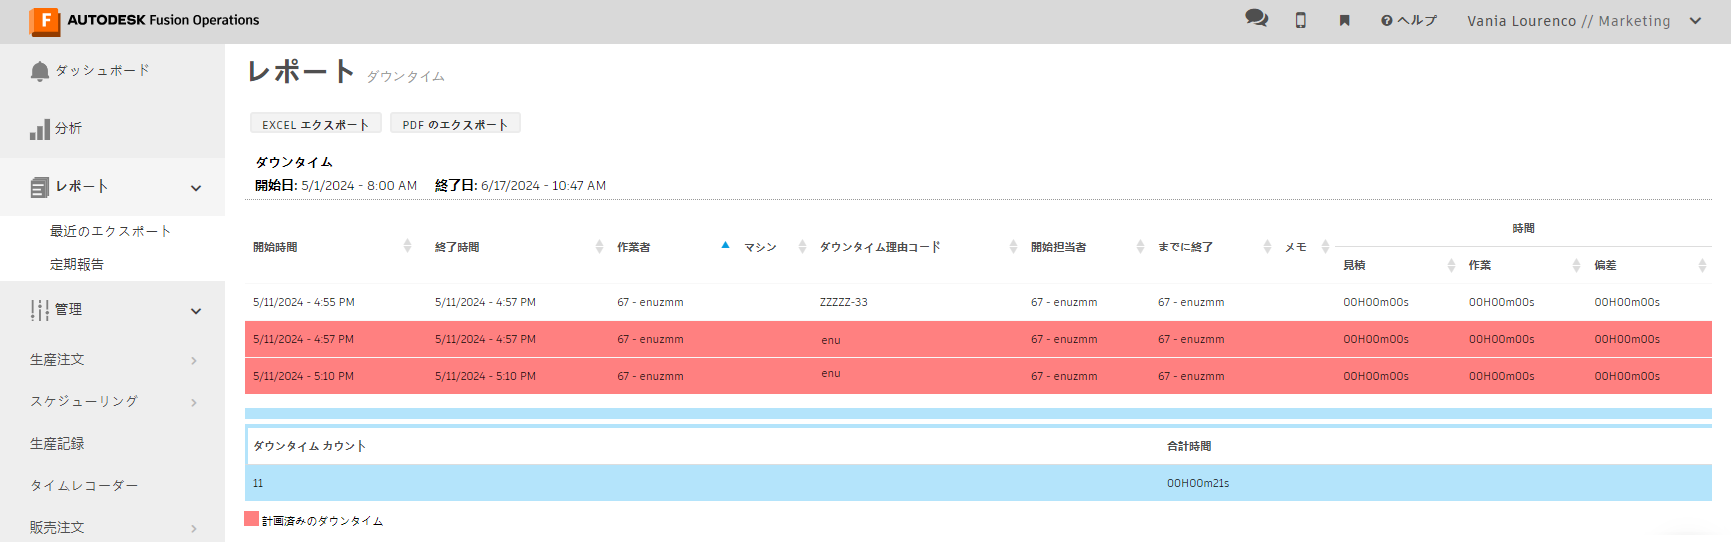 AUTODESK Fusion Operations
ヘルプ
Vania Lourenco // Marketing
ダッシュボード
分析
レポート
最近のエクスポート
定期報告
管理
生産注文
スケジューリング
生産記録
タイムレコーダー
販売注文
レポート ダウンタイム
EXCEL エクスポート PDF のエクスポート
ダウンタイム
開始日: 5/1/2024 - 8:00 AM 終了日: 6/17/2024 - 10:47 AM
開始時間 終了時間 作業者 マシン ダウンタイム理由コード 開始担当者 までに終了 メモ 時間
見積 作業 偏差
5/11/2024 - 4:55 PM 5/11/2024 - 4:57 PM 67 - enuzmm ZZZZZ-33 67 - enuzmm 67 - enuzmm 00H00m00s 00H00m00s 00H00m00s
5/11/2024 - 4:57 PM 5/11/2024 - 4:57 PM 67 - enuzmm enu 67 - enuzmm 67 - enuzmm 00H00m00s 00H00m00s 00H00m00s
5/11/2024 - 5:10 PM 5/11/2024 - 5:10 PM 67 - enuzmm enu 67 - enuzmm 67 - enuzmm 00H00m00s 00H00m00s 00H00m00s
ダウンタイム カウント 合計時間
11 00H00m21s
計画済みのダウンタイム